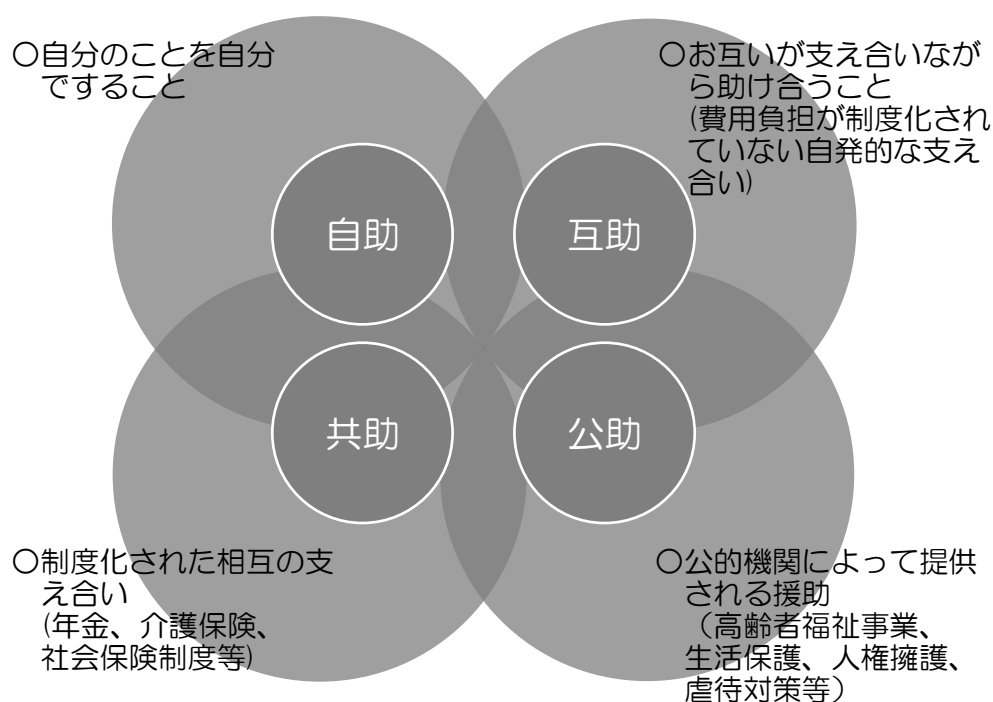 ○自分のことを自分
ですること
○お互いが支え合いなが
ら助け合うこと
(費用負担が制度化され
ていない自発的な支え
合い)
自助
互助
共助
公助
○制度化された相互の支
え合い
(年金、介護保険、
社会保険制度等)
○公的機関によって提供
される援助
（高齢者福祉事業、
生活保護、人権擁護、
虐待対策等）